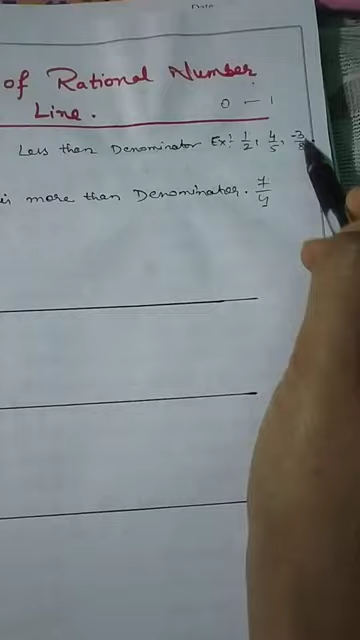 Date
of Rational Number
Line.
0 — 1
Less than Denominator Ex:- 1/2, 4/5, -3/8.
is more than Denominator. 7/4